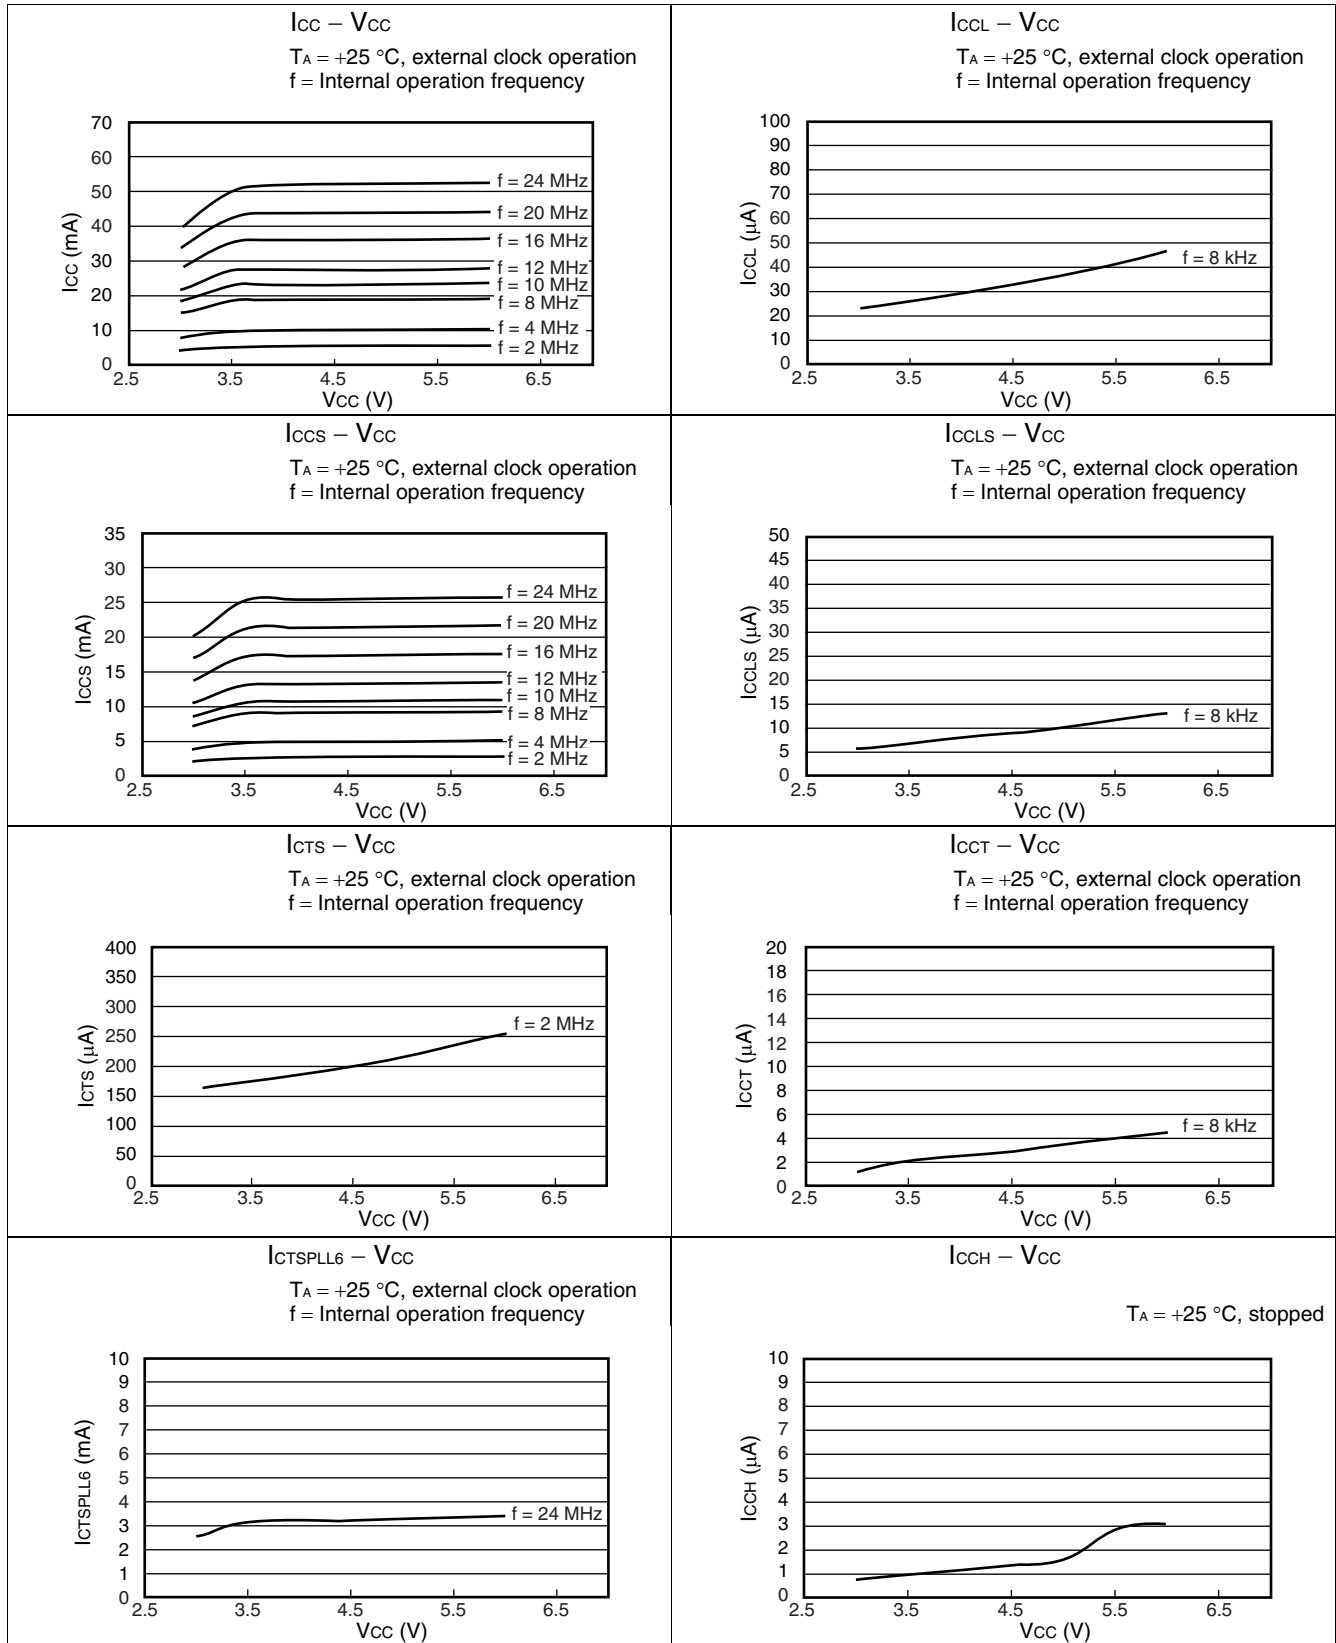 ICC − VCC
TA = +25 °C, external clock operation
f = Internal operation frequency
70
60
50
40
30
20
10
0
ICC (mA)
f = 24 MHz
f = 20 MHz
f = 16 MHz
f = 12 MHz
f = 10 MHz
f = 8 MHz
f = 4 MHz
f = 2 MHz
2.5 3.5 4.5 5.5 6.5
VCC (V)
ICCL − VCC
TA = +25 °C, external clock operation
f = Internal operation frequency
100
90
80
70
60
50
40
30
20
10
0
ICCL (μA)
f = 8 kHz
2.5 3.5 4.5 5.5 6.5
VCC (V)
ICCS − VCC
TA = +25 °C, external clock operation
f = Internal operation frequency
35
30
25
20
15
10
5
0
ICCS (mA)
f = 24 MHz
f = 20 MHz
f = 16 MHz
f = 12 MHz
f = 10 MHz
f = 8 MHz
f = 4 MHz
f = 2 MHz
2.5 3.5 4.5 5.5 6.5
VCC (V)
ICCLS − VCC
TA = +25 °C, external clock operation
f = Internal operation frequency
50
45
40
35
30
25
20
15
10
5
0
ICCLS (μA)
f = 8 kHz
2.5 3.5 4.5 5.5 6.5
VCC (V)
ICTS − VCC
TA = +25 °C, external clock operation
f = Internal operation frequency
400
350
300
250
200
150
100
50
0
ICTS (μA)
f = 2 MHz
2.5 3.5 4.5 5.5 6.5
VCC (V)
ICCT − VCC
TA = +25 °C, external clock operation
f = Internal operation frequency
20
18
16
14
12
10
8
6
4
2
0
ICCT (μA)
f = 8 kHz
2.5 3.5 4.5 5.5 6.5
VCC (V)
ICTSPLL6 − VCC
TA = +25 °C, external clock operation
f = Internal operation frequency
10
9
8
7
6
5
4
3
2
1
0
ICTSPLL6 (mA)
f = 24 MHz
2.5 3.5 4.5 5.5 6.5
VCC (V)
ICCH − VCC
TA = +25 °C, stopped
10
9
8
7
6
5
4
3
2
1
0
ICCH (μA)
2.5 3.5 4.5 5.5 6.5
VCC (V)